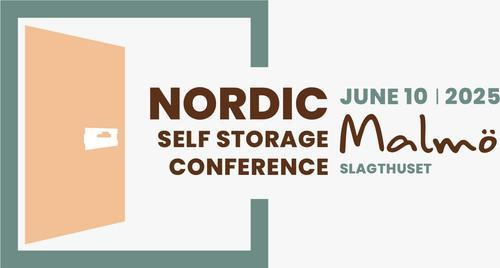 NORDIC
SELF STORAGE
CONFERENCE
JUNE 10 | 2025
Malmö
SLAGTHUSET